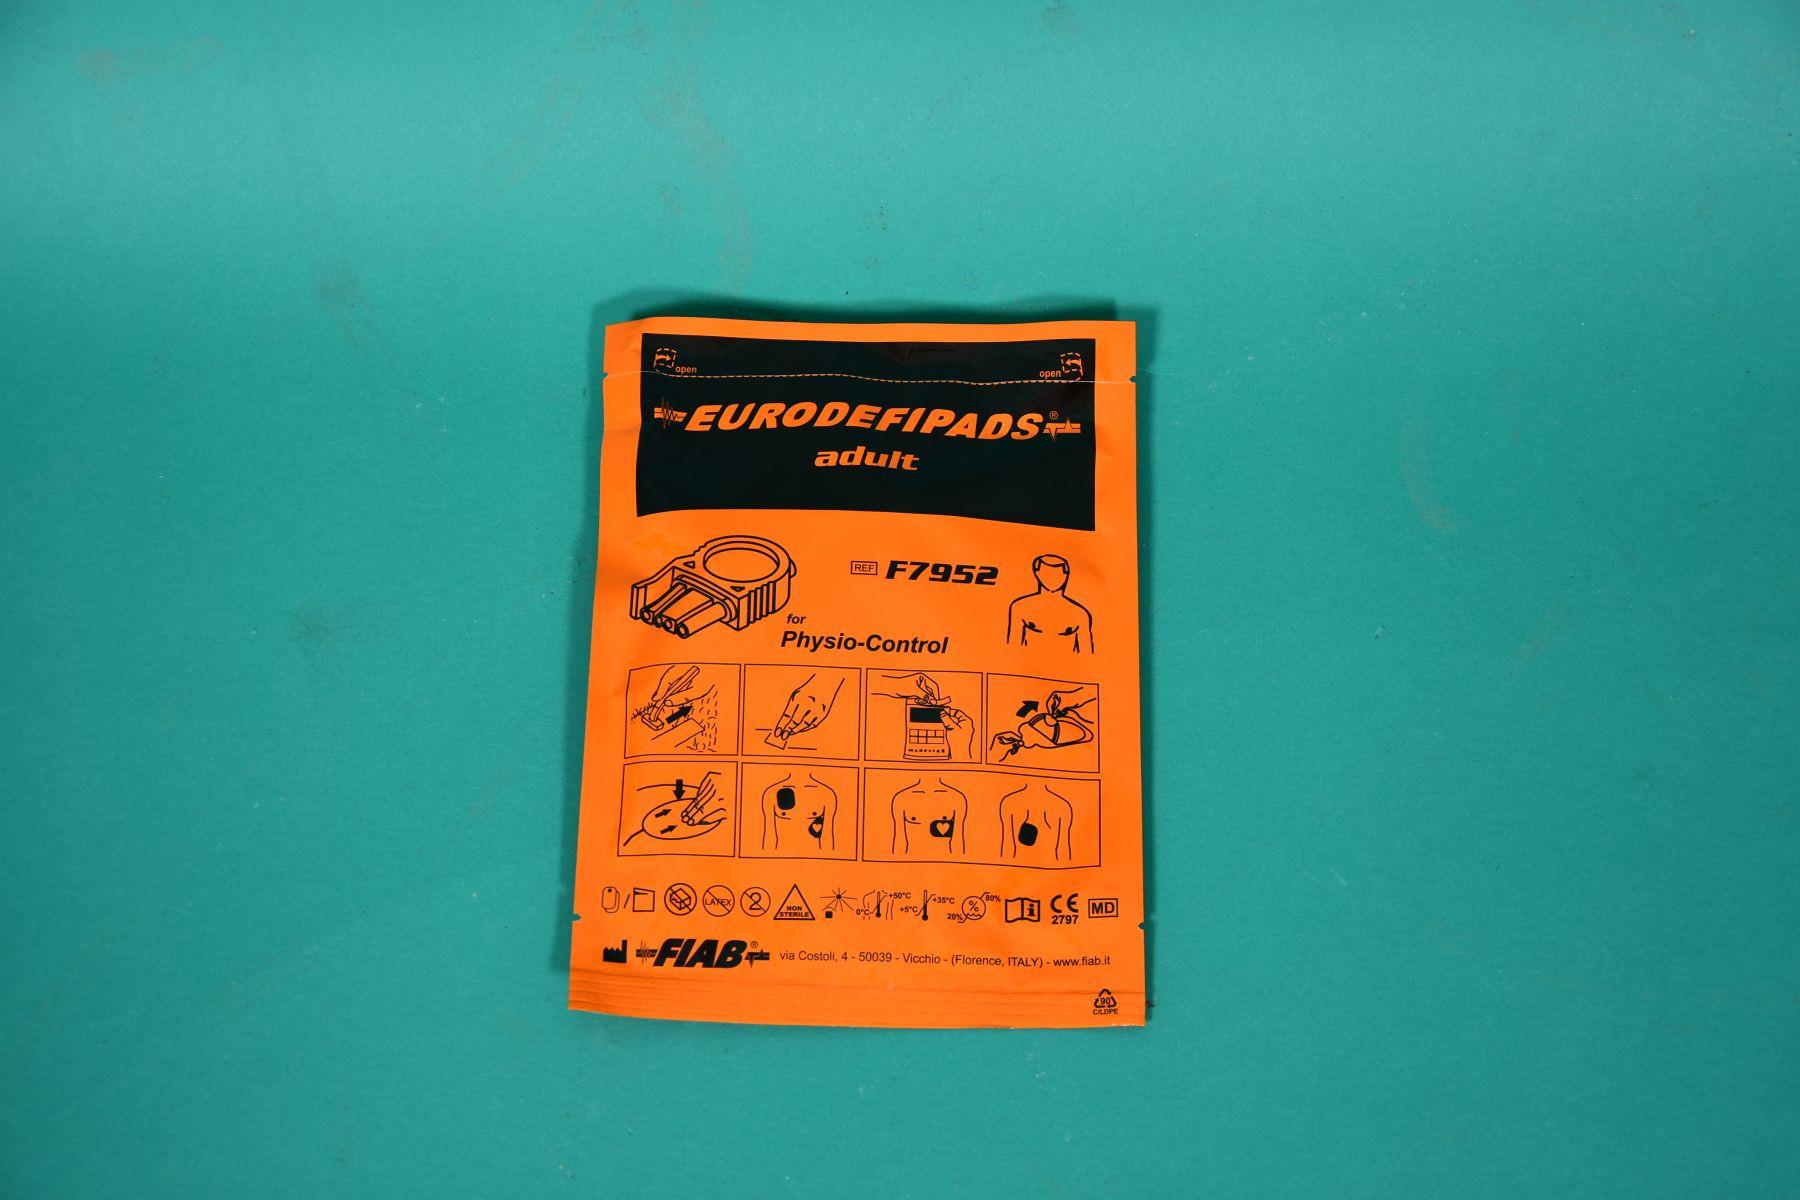 open open
EURODEFIPADS®
adult
REF F7952
for
Physio-Control
LATEX
2
NON
STERILE
0°C +50°C
+5°C +35°C
20% % 80%
i
CE
2797
MD
FIAB® via Costoli, 4 - 50039 - Vicchio - (Florence, ITALY) - www.fiab.it
90
C/LDPE